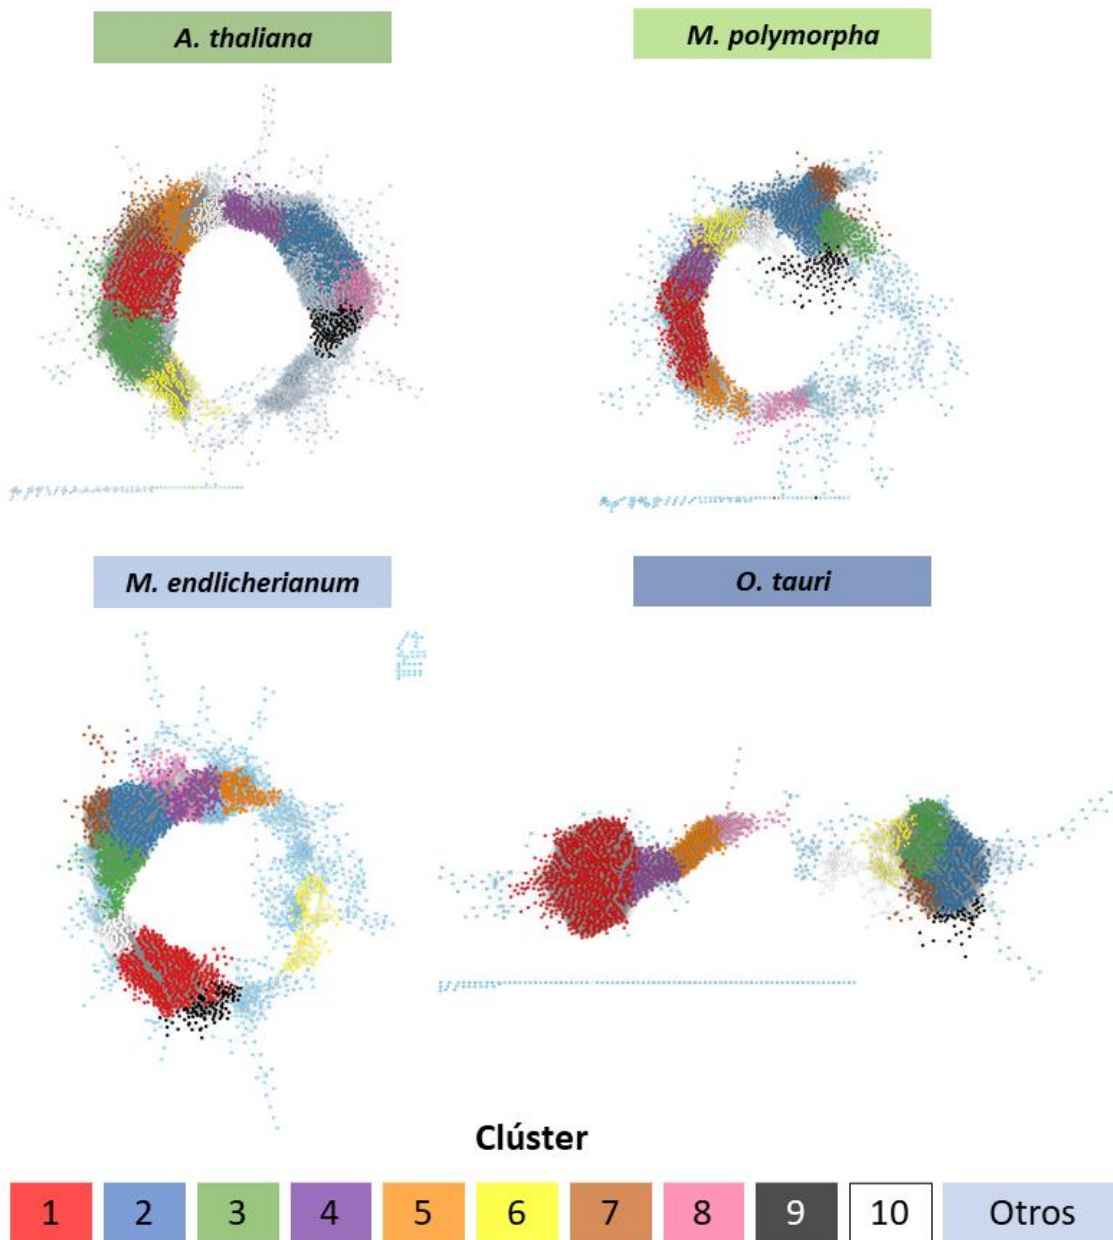 A. thaliana
M. polymorpha
M. endlicherianum
O. tauri
Clúster
1 2 3 4 5 6 7 8 9 10 Otros